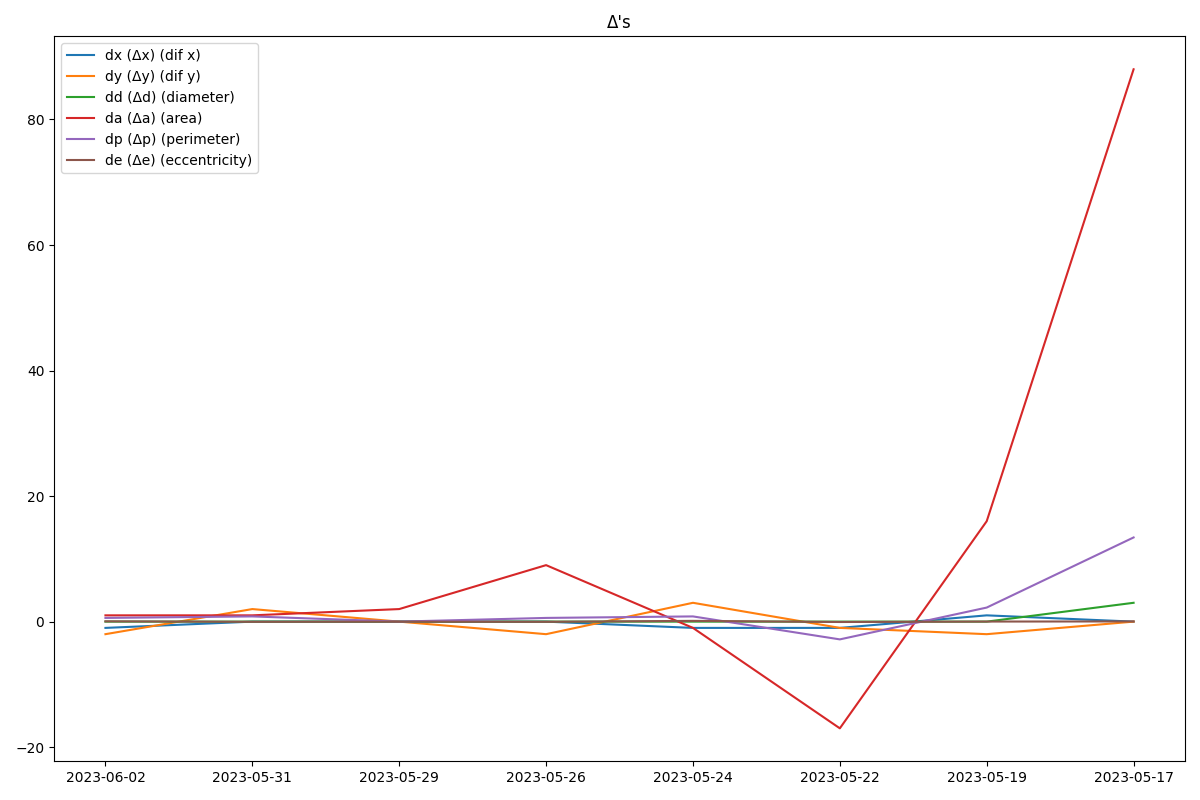 Δ's
dx (Δx) (dif x)
dy (Δy) (dif y)
dd (Δd) (diameter)
da (Δa) (area)
dp (Δp) (perimeter)
de (Δe) (eccentricity)
80
60
40
20
0
−20
2023-06-02 2023-05-31 2023-05-29 2023-05-26 2023-05-24 2023-05-22 2023-05-19 2023-05-17